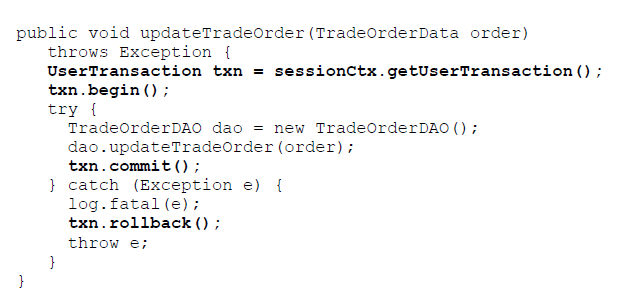 public void updateTradeOrder(TradeOrderData order)
   throws Exception {
   UserTransaction txn = sessionCtx.getUserTransaction();
   txn.begin();
   try {
     TradeOrderDAO dao = new TradeOrderDAO();
     dao.updateTradeOrder(order);
     txn.commit();
   } catch (Exception e) {
     log.fatal(e);
     txn.rollback();
     throw e;
   }
}